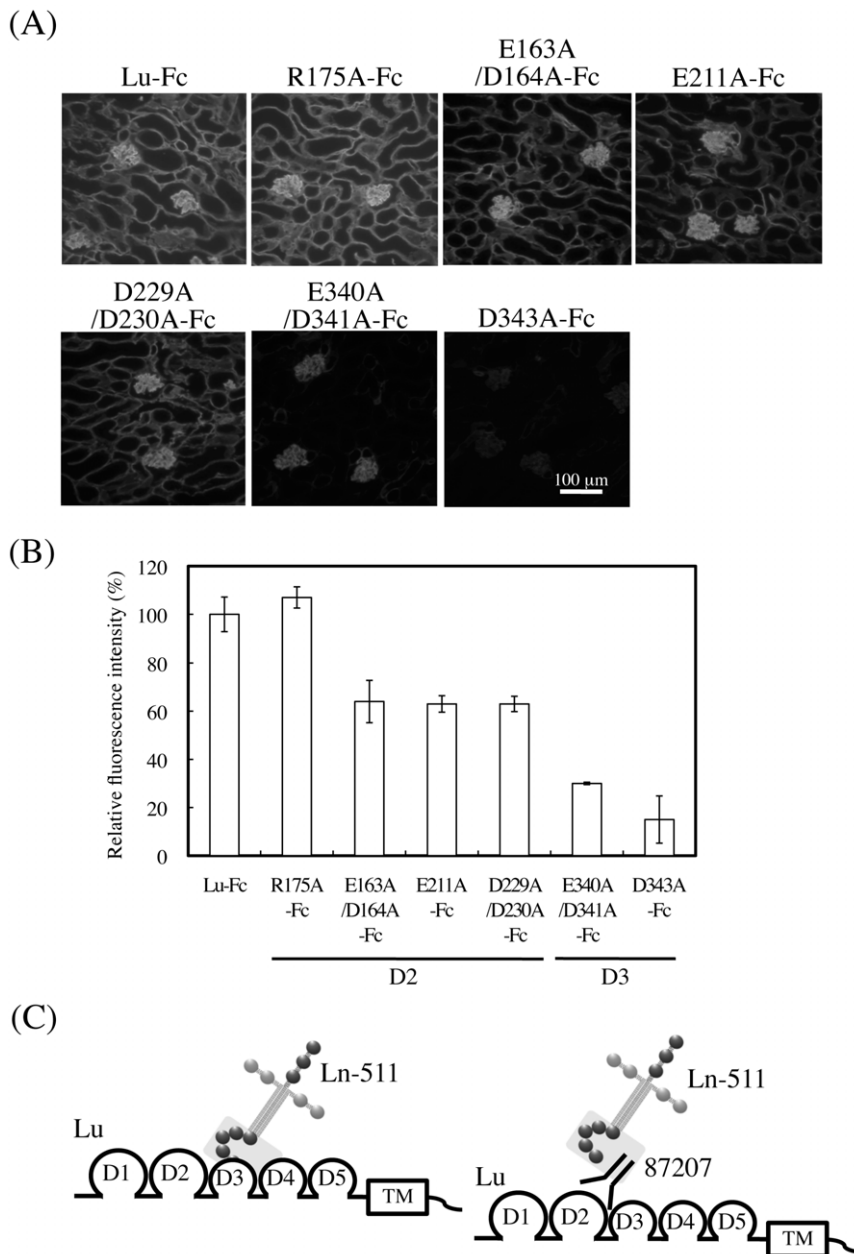 (A)
Lu-Fc
R175A-Fc
E163A
/D164A-Fc
E211A-Fc
D229A
/D230A-Fc
E340A
/D341A-Fc
D343A-Fc
100 μm
(B)
Relative fluorescence intensity (%)
120
100
80
60
40
20
0
Lu-Fc
R175A
-Fc
E163A
/D164A
-Fc
E211A
-Fc
D229A
/D230A
-Fc
E340A
/D341A
-Fc
D343A
-Fc
D2
D3
(C)
Ln-511
Lu
D1 D2 D3 D4 D5
TM
Ln-511
87207
Lu
D1 D2 D3 D4 D5
TM